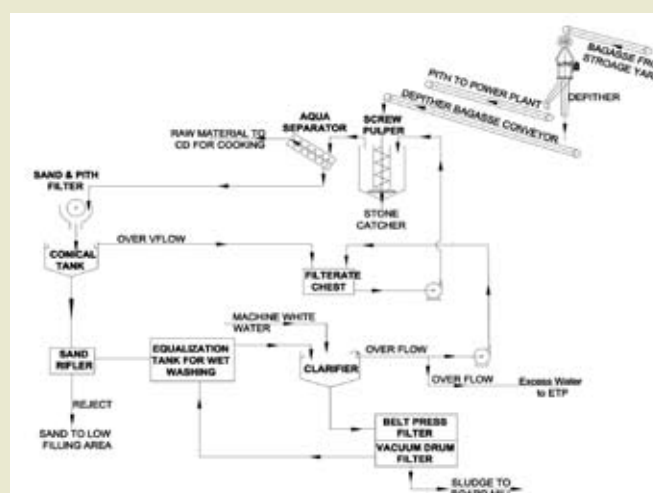 BAGASSE FRO
STROAGE YAR
PITH TO POWER PLANT
DEPITHER
DEPITHER BAGASSE CONVEYOR
AQUA
SEPARATOR
SCREW
PULPER
RAW MATERIAL TO
CD FOR COOKING
SAND & PITH
FILTER
STONE
CATCHER
OVER VFLOW
CONICAL
TANK
FILTERATE
CHEST
MACHINE WHITE
WATER
EQUALIZATION
TANK FOR WET
WASHING
SAND
RIFLER
OVER FLOW
CLARIFIER
OVER FLOW
Excess Water
to ETP
REJECT
SAND TO LOW
FILLING AREA
BELT PRESS
FILTER
VACUUM DRUM
FILTER
SLUDGE TO